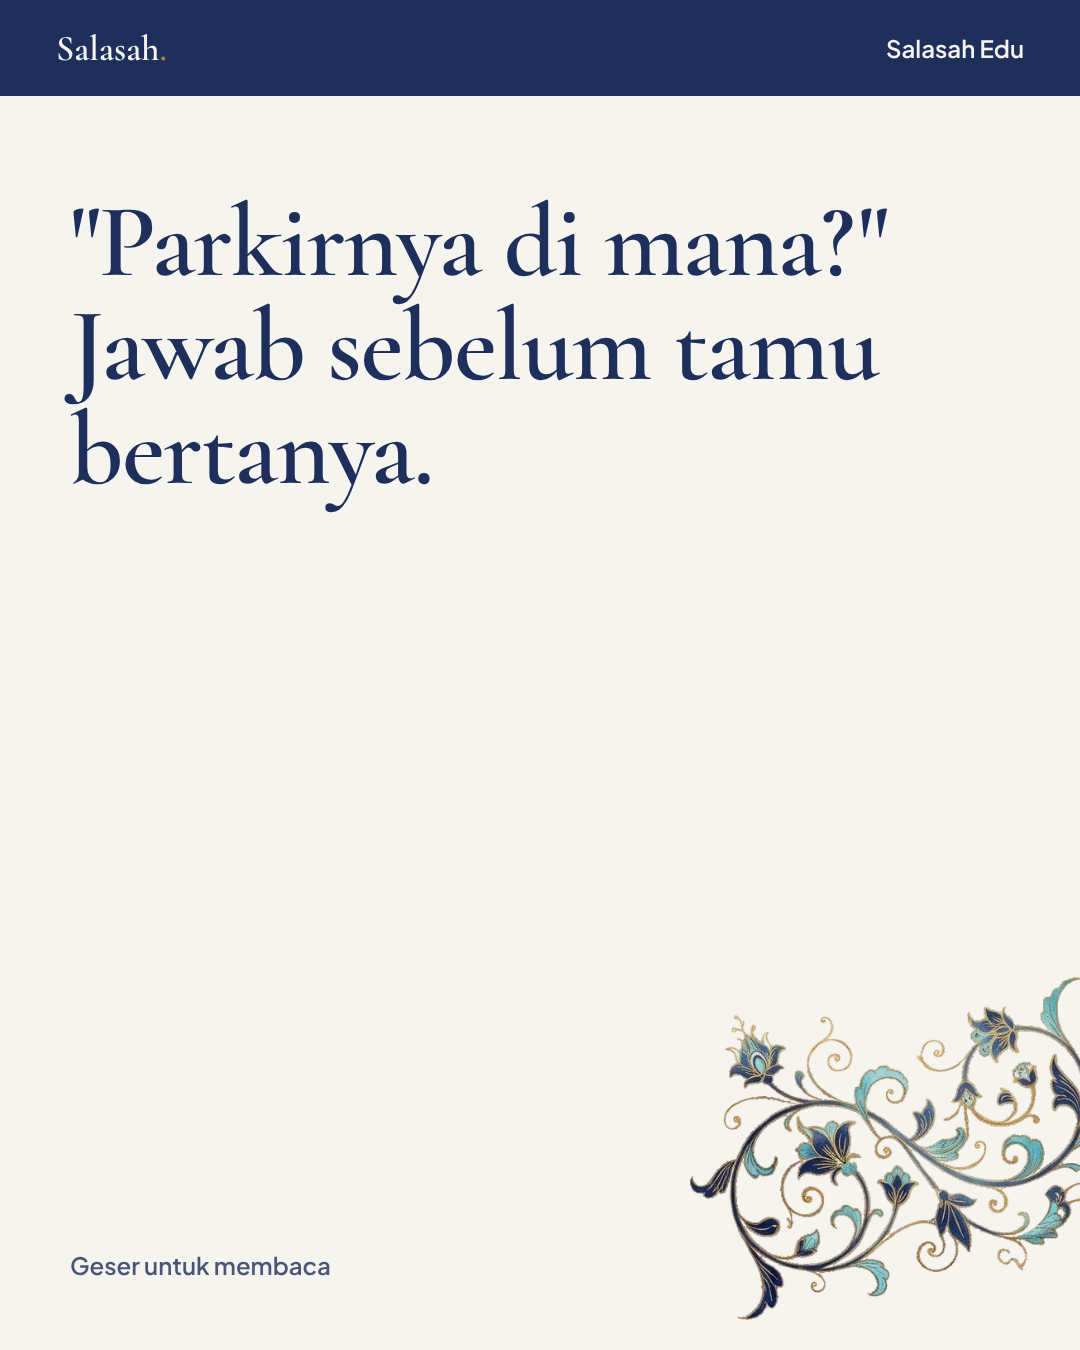 Salasah.
Salasah Edu
"Parkirnya di mana?"
Jawab sebelum tamu
bertanya.
Geser untuk membaca